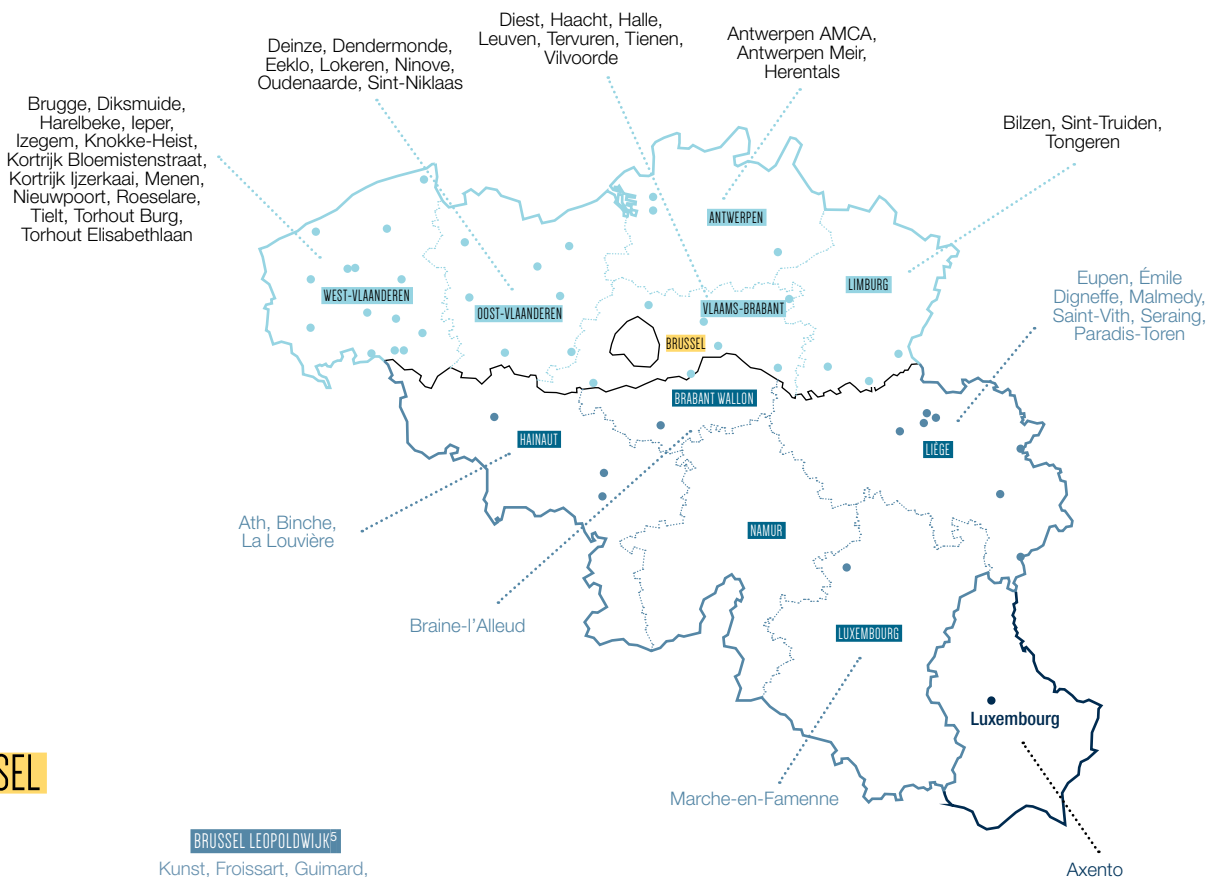 Diest, Haacht, Halle,
Leuven, Tervuren, Tienen,
Vilvoorde
Antwerpen AMCA,
Antwerpen Meir,
Herentals
Deinze, Dendermonde,
Eeklo, Lokeren, Ninove,
Oudenaarde, Sint-Niklaas
Brugge, Diksmuide,
Harelbeke, Ieper,
Izegem, Knokke-Heist,
Kortrijk Bloemistenstraat,
Kortrijk Ijzerkaai, Menen,
Nieuwpoort, Roeselare,
Tielt, Torhout Burg,
Torhout Elisabethlaan
Bilzen, Sint-Truiden,
Tongeren
ANTWERPEN
LIMBURG
WEST-VLAANDEREN
OOST-VLAANDEREN
VLAAMS-BRABANT
BRUSSEL
Eupen, Émile
Digneffe, Malmedy,
Saint-Vith, Seraing,
Paradis-Toren
BRABANT WALLON
HAINAUT
LIÈGE
NAMUR
Ath, Binche,
La Louvière
Braine-l'Alleud
LUXEMBOURG
Luxembourg
Marche-en-Famenne
Axento
SEL
BRUSSEL LEOPOLDWIJK⁵
Kunst, Froissart, Guimard,